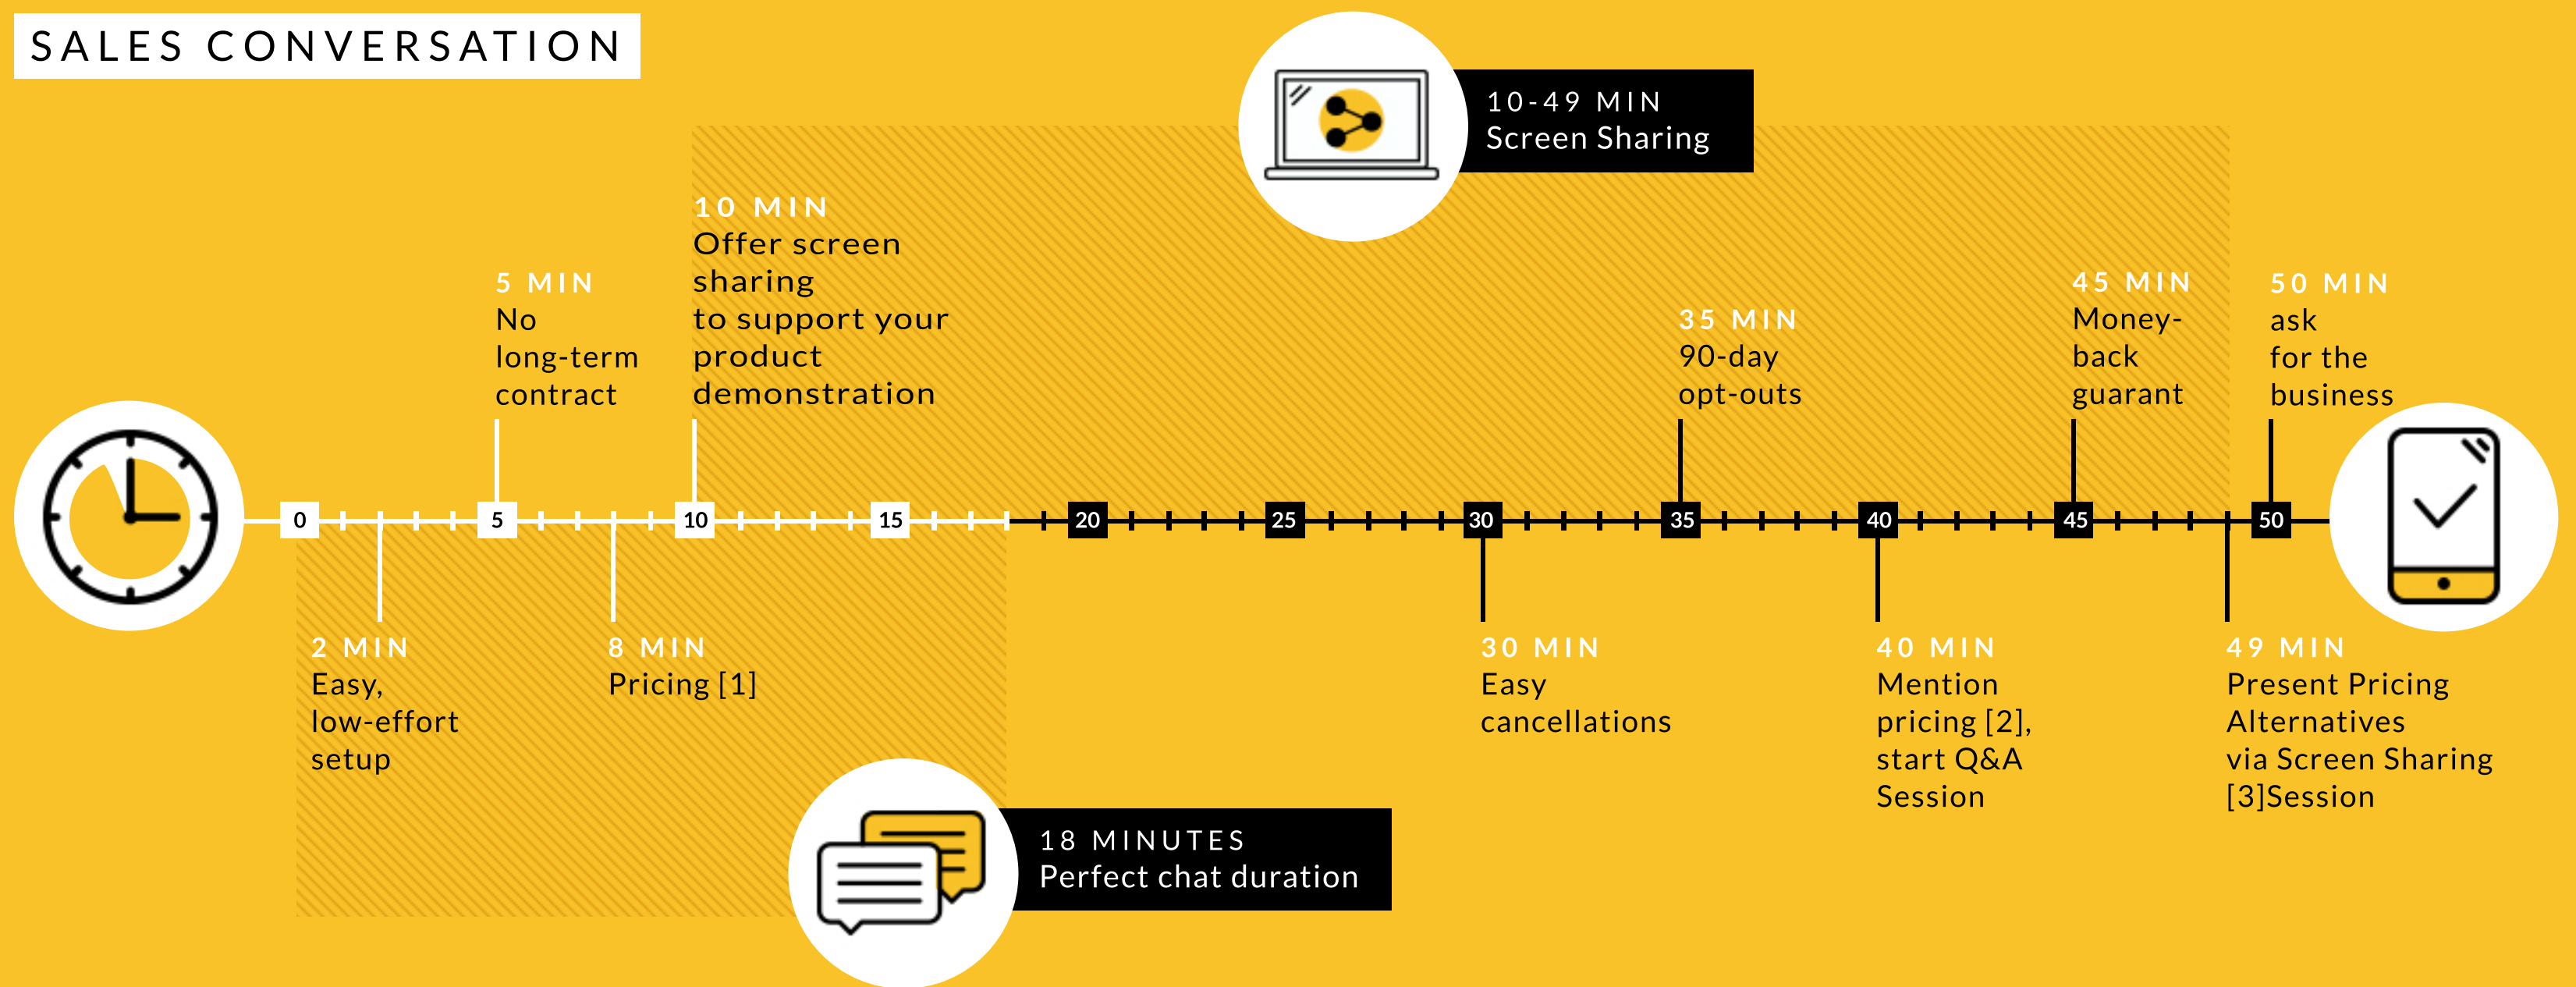 SALES CONVERSATION
10-49 MIN
Screen Sharing
10 MIN
Offer screen
sharing
to support your
product
demonstration
5 MIN
No
long-term
contract
35 MIN
90-day
opt-outs
45 MIN
Money-
back
guarant
50 MIN
ask
for the
business
0 5 10 15 20 25 30 35 40 45 50
2 MIN
Easy,
low-effort
setup
8 MIN
Pricing [1]
30 MIN
Easy
cancellations
40 MIN
Mention
pricing [2],
start Q&A
Session
49 MIN
Present Pricing
Alternatives
via Screen Sharing
[3]Session
18 MINUTES
Perfect chat duration